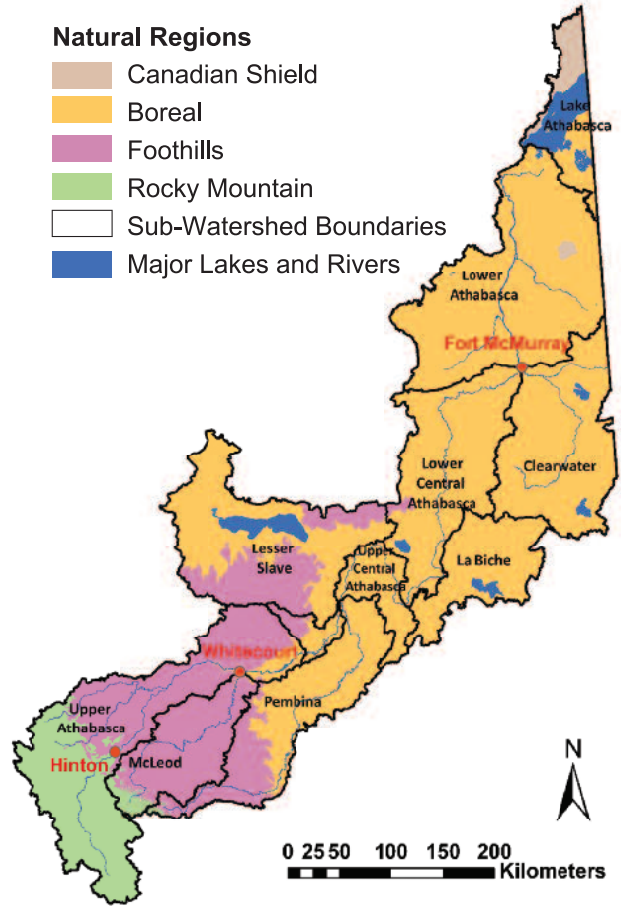 Natural Regions
Canadian Shield
Boreal
Foothills
Rocky Mountain
Sub-Watershed Boundaries
Major Lakes and Rivers
Lake
Athabasca
Lower
Athabasca
Fort McMurray
Lower
Central
Athabasca
Clearwater
Lesser
Slave
Upper
Central
Athabasca
La Biche
Whitecourt
Pembina
Upper
Athabasca
Hinton
McLeod
N
0 25 50 100 150 200
Kilometers